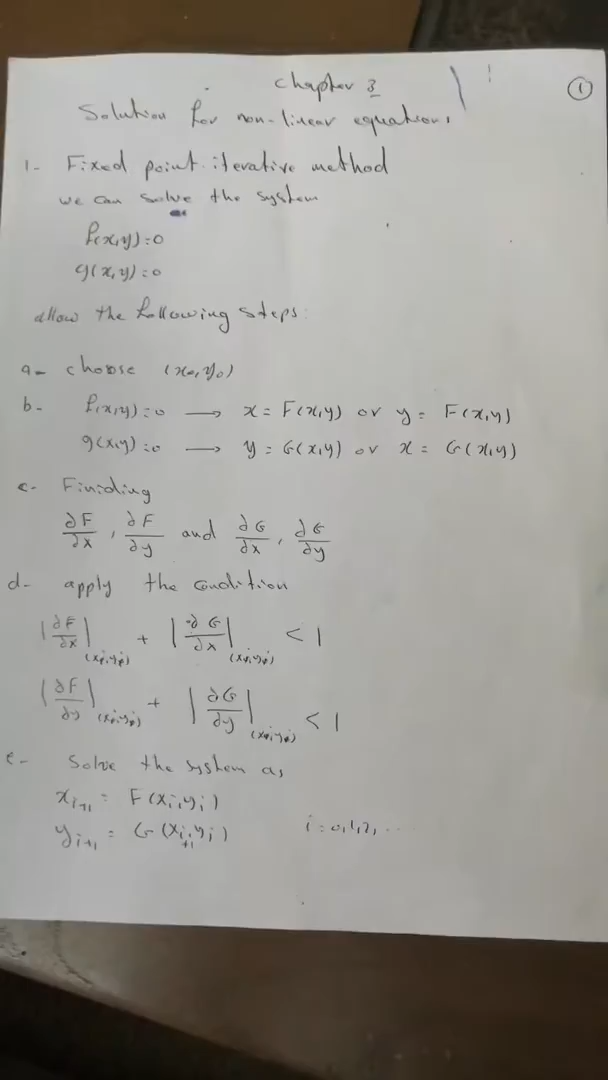 chapter 3
①
Solution for non-linear equations
1- Fixed point iterative method
we can solve the system
f(x,y)=0
g(x,y)=0
allow the following steps:
a- choose (x₀,y₀)
b- f(x,y)=0 → x = F(x,y) or y = F(x,y)
g(x,y)=0 → y = G(x,y) or x = G(x,y)
c- Finiding
∂F/∂x , ∂F/∂y and ∂G/∂x , ∂G/∂y
d- apply the condition
|∂F/∂x|(xᵢ,yᵢ) + |∂G/∂x|(xᵢ,yᵢ) < 1
|∂F/∂y|(xᵢ,yᵢ) + |∂G/∂y|(xᵢ,yᵢ) < 1
e- Solve the system as
xᵢ₊₁ = F(xᵢ,yᵢ)
yᵢ₊₁ = G(xᵢ₊₁,yᵢ) i=0,1,2,...